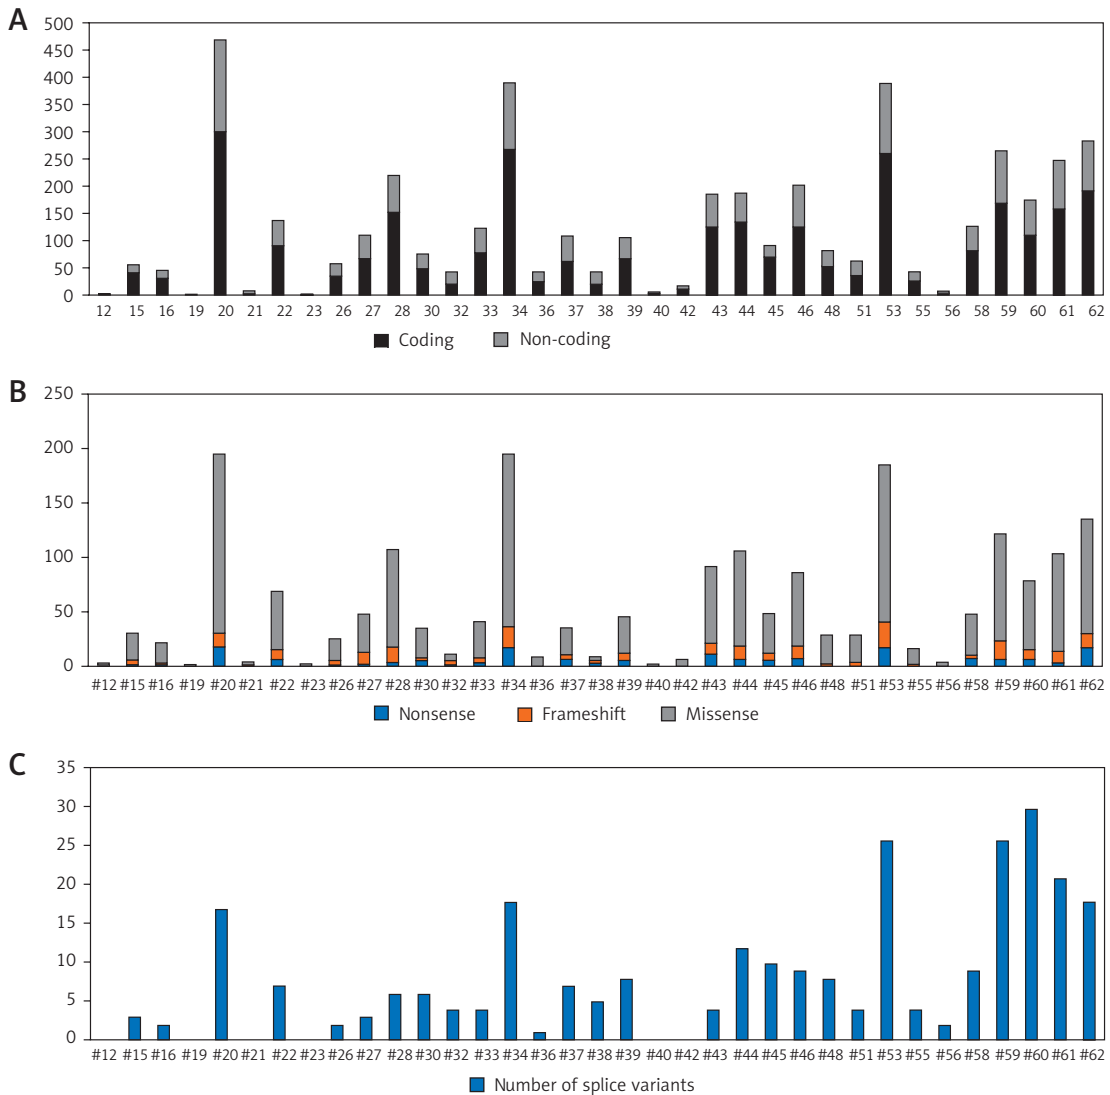 A
500
450
400
350
300
250
200
150
100
50
0
12 15 16 19 20 21 22 23 26 27 28 30 32 33 34 36 37 38 39 40 42 43 44 45 46 48 51 53 55 56 58 59 60 61 62
Coding Non-coding
B
250
200
150
100
50
0
#12 #15 #16 #19 #20 #21 #22 #23 #26 #27 #28 #30 #32 #33 #34 #36 #37 #38 #39 #40 #42 #43 #44 #45 #46 #48 #51 #53 #55 #56 #58 #59 #60 #61 #62
Nonsense Frameshift Missense
C
35
30
25
20
15
10
5
0
#12 #15 #16 #19 #20 #21 #22 #23 #26 #27 #28 #30 #32 #33 #34 #36 #37 #38 #39 #40 #42 #43 #44 #45 #46 #48 #51 #53 #55 #56 #58 #59 #60 #61 #62
Number of splice variants